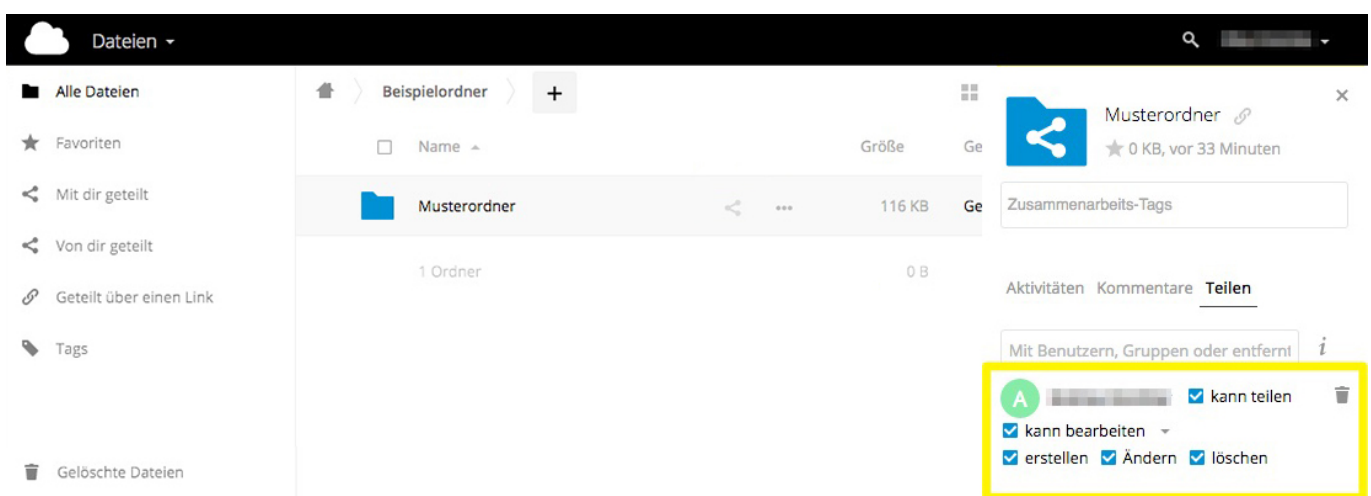 Dateien
Alle Dateien
Favoriten
Mit dir geteilt
Von dir geteilt
Geteilt über einen Link
Tags
Gelöschte Dateien
Beispielordner +
Name Größe Ge
Musterordner ••• 116 KB Ge
1 Ordner 0 B
×
Musterordner
0 KB, vor 33 Minuten
Zusammenarbeits-Tags
Aktivitäten Kommentare Teilen
Mit Benutzern, Gruppen oder entfernt i
A kann teilen
kann bearbeiten
erstellen Ändern löschen